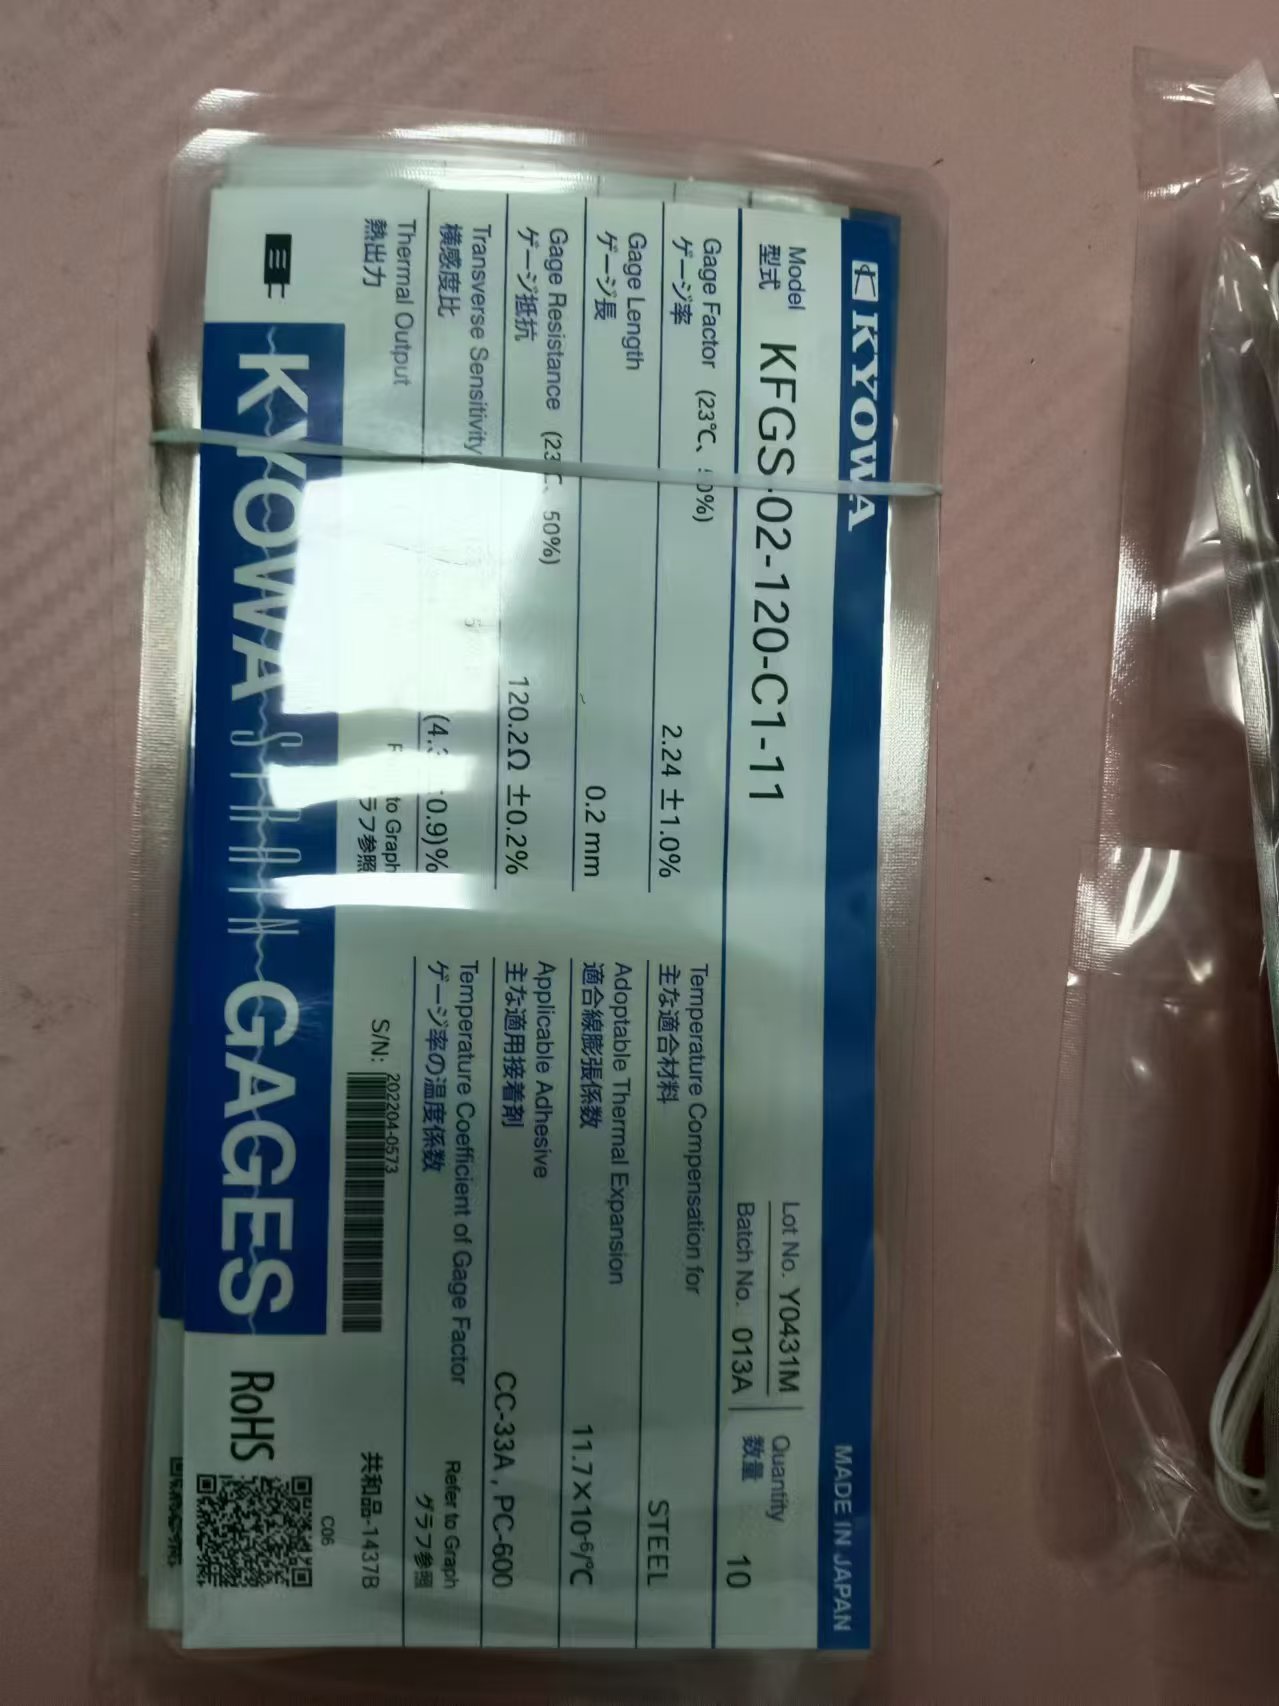 KYOWA
MADE IN JAPAN
Model
型式
KFGS-02-120-C1-11
Lot No. Y0431M
Batch No. 013A
Quantity
数量
10
Gage Factor (23℃、 0%)
ゲージ率
2.24 ±1.0%
Gage Length
ゲージ長
0.2 mm
Gage Resistance (23 ℃、 50%)
ゲージ抵抗
120.2Ω ±0.2%
Transverse Sensitivity
横感度比
0.9)%
Thermal Output
熱出力
to Graph
ラフ参照
Temperature Compensation for
主な適合材料
STEEL
Adoptable Thermal Expansion
適合線膨張係数
11.7×10⁻⁶/℃
Applicable Adhesive
主な適用接着剤
CC-33A , PC-600
Temperature Coefficient of Gage Factor
ゲージ率の温度係数
Refer to Graph
グラフ参照
S/N: 202204-0573
共和品-1437B
KYOWA STRAIN GAGES
RoHS
C06